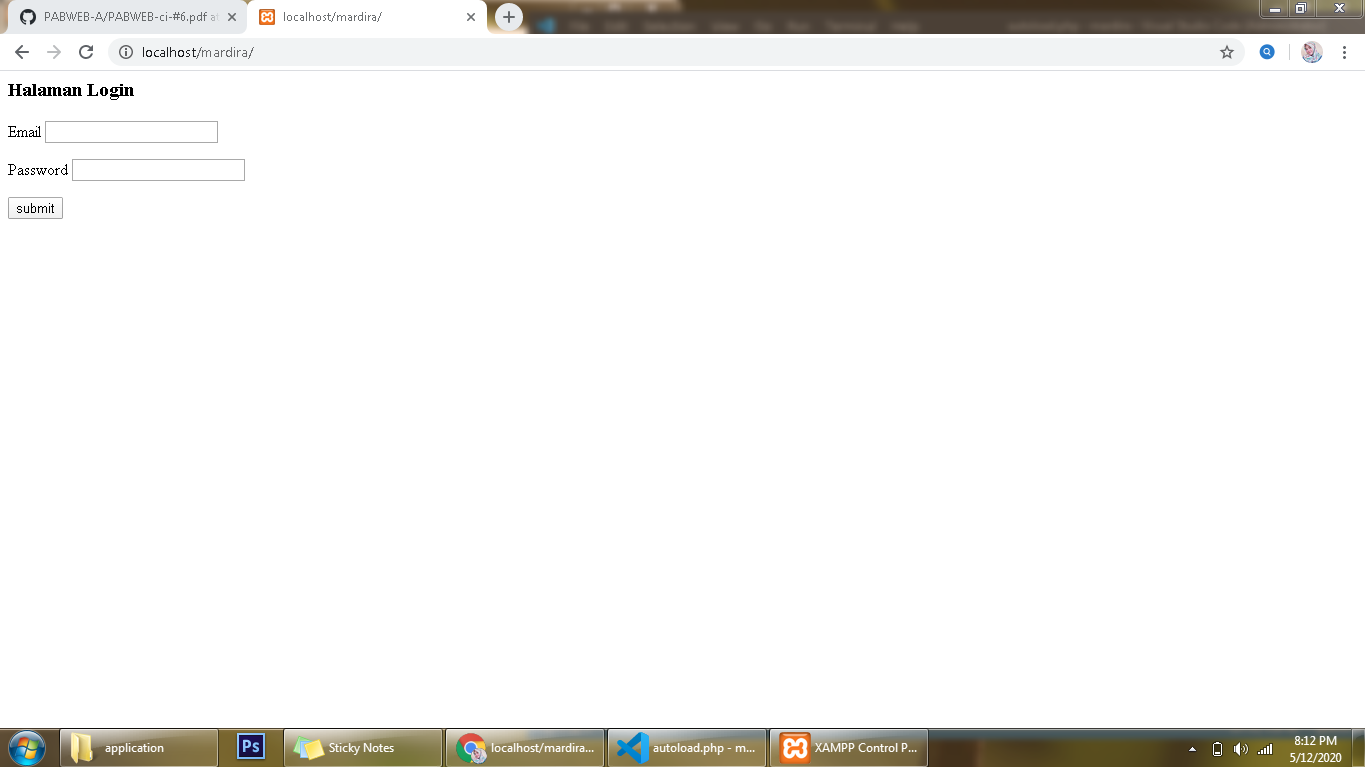 PABWEB-A/PABWEB-ci-#6.pdf at
localhost/mardira/
localhost/mardira/
Halaman Login
Email
Password
submit
application
Ps
Sticky Notes
localhost/mardira...
autoload.php - m...
XAMPP Control P...
8:12 PM
5/12/2020